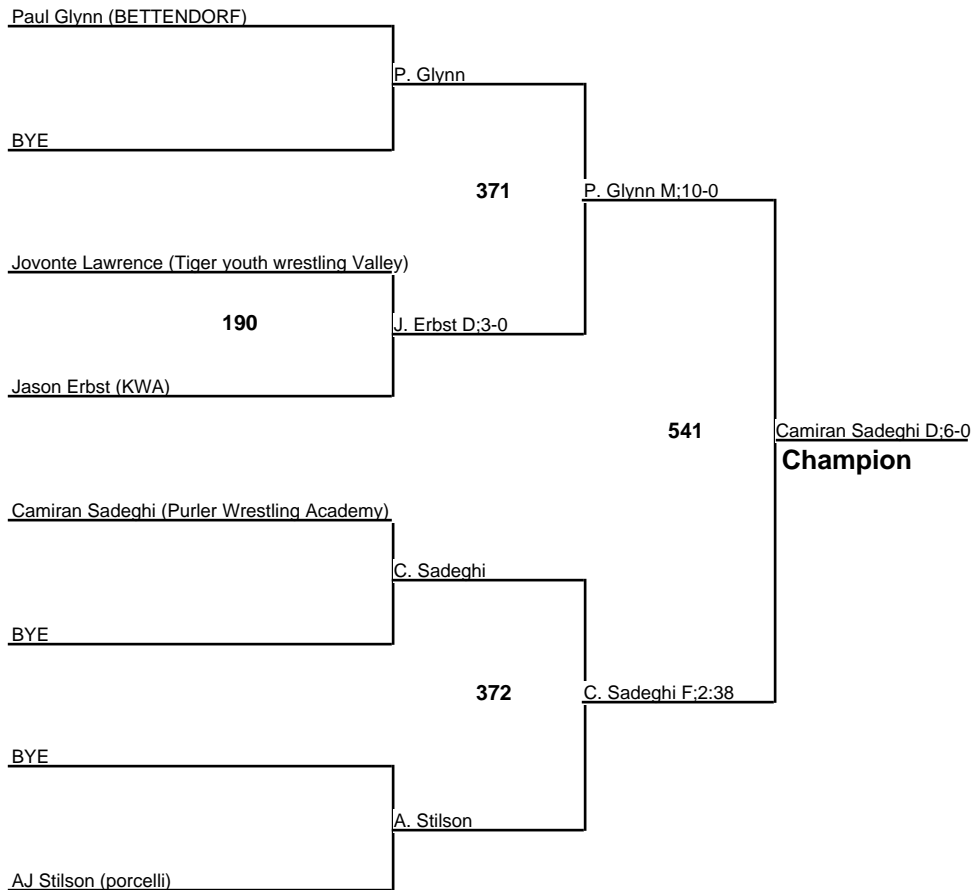 Paul Glynn (BETTENDORF)
P. Glynn
BYE
371
P. Glynn M;10-0
Jovonte Lawrence (Tiger youth wrestling Valley)
190
J. Erbst D;3-0
Jason Erbst (KWA)
541
Camiran Sadeghi D;6-0
Champion
Camiran Sadeghi (Purler Wrestling Academy)
C. Sadeghi
BYE
372
C. Sadeghi F;2:38
BYE
A. Stilson
AJ Stilson (porcelli)